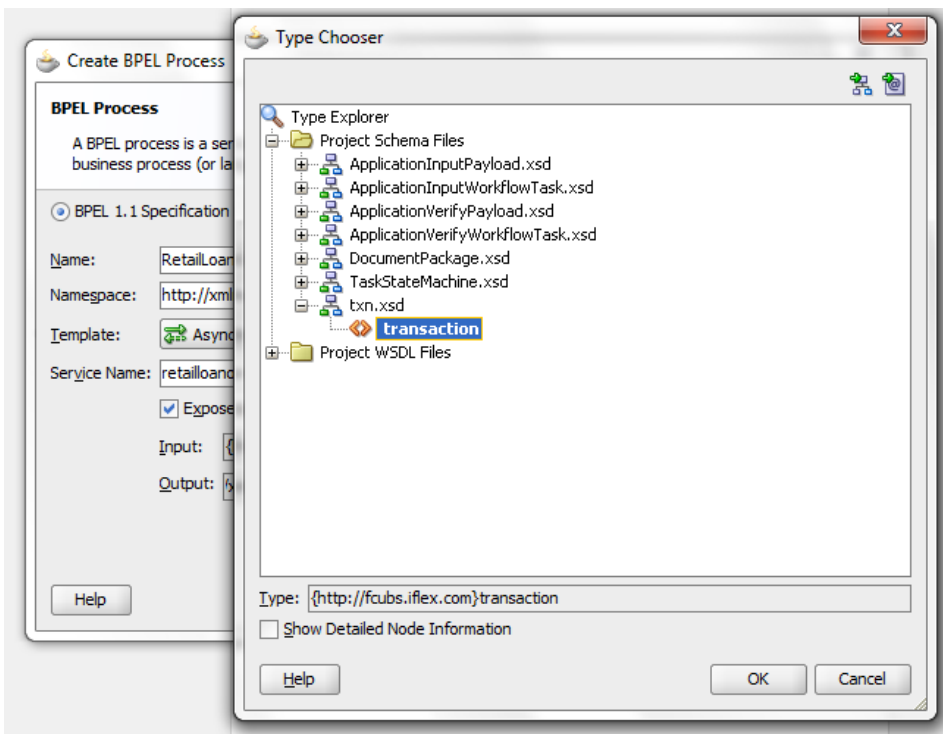 Create BPEL Process
BPEL Process
A BPEL process is a ser
business process (or la
BPEL 1.1 Specification
Name: RetailLoan
Namespace: http://xml
Template: Async
Service Name: retailloan
Expose
Input: {
Output:
Help
Type Chooser
Type Explorer
Project Schema Files
ApplicationInputPayload.xsd
ApplicationInputWorkflowTask.xsd
ApplicationVerifyPayload.xsd
ApplicationVerifyWorkflowTask.xsd
DocumentPackage.xsd
TaskStateMachine.xsd
txn.xsd
transaction
Project WSDL Files
Type: {http://fcubs.iflex.com}transaction
Show Detailed Node Information
Help OK Cancel